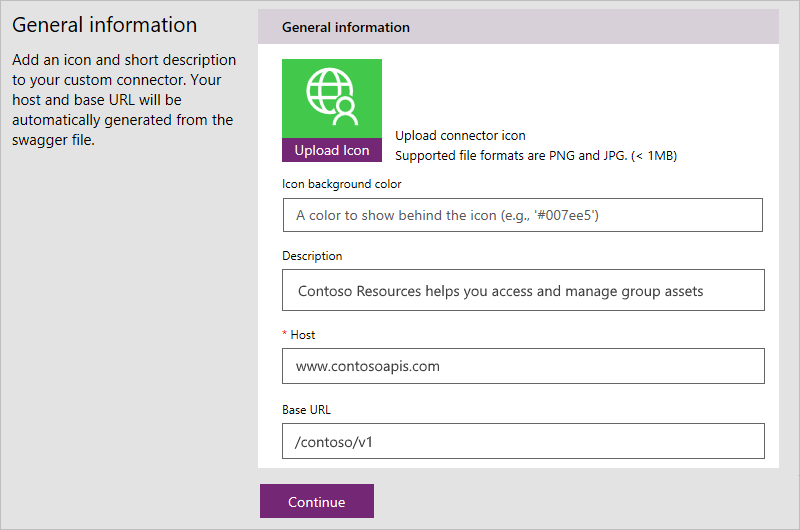 General information
Add an icon and short description
to your custom connector. Your
host and base URL will be
automatically generated from the
swagger file.
General information
Upload Icon
Upload connector icon
Supported file formats are PNG and JPG. (< 1MB)
Icon background color
A color to show behind the icon (e.g., '#007ee5')
Description
Contoso Resources helps you access and manage group assets
* Host
www.contosoapis.com
Base URL
/contoso/v1
Continue